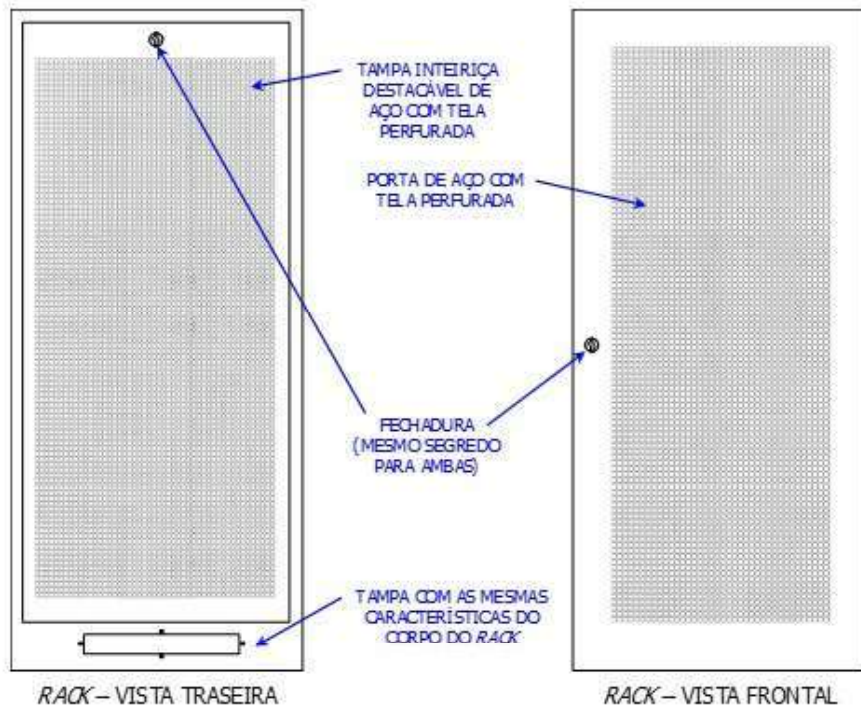 TAMPA INTEIRIÇA
DESTACÁVEL DE
AÇO COM TELA
PERFURADA
PORTA DE AÇO COM
TELA PERFURADA
FECHADURA
(MESMO SEGREDO
PARA AMBAS)
TAMPA COM AS MESMAS
CARACTERÍSTICAS DO
CORPO DO RACK
RACK – VISTA TRASEIRA
RACK – VISTA FRONTAL